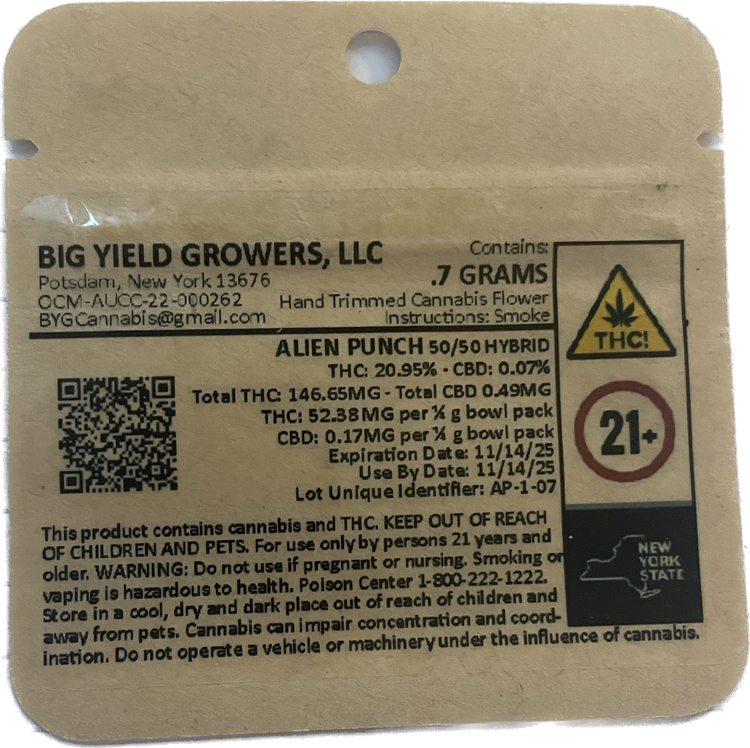 BIG YIELD GROWERS, LLC
Potsdam, New York 13676
OCM-AUCC-22-000262
BYGCannabis@gmail.com
Contains:
.7 GRAMS
Hand Trimmed Cannabis Flower
Instructions: Smoke
ALIEN PUNCH 50/50 HYBRID
THC: 20.95% - CBD: 0.07%
Total THC: 146.65MG - Total CBD 0.49MG
THC: 52.38MG per ¼ g bowl pack
CBD: 0.17MG per ¼ g bowl pack
Expiration Date: 11/14/25
Use By Date: 11/14/25
Lot Unique Identifier: AP-1-07
This product contains cannabis and THC. KEEP OUT OF REACH
OF CHILDREN AND PETS. For use only by persons 21 years and
older. WARNING: Do not use if pregnant or nursing. Smoking or
vaping is hazardous to health. Poison Center 1-800-222-1222.
Store in a cool, dry and dark place out of reach of children and
away from pets. Cannabis can impair concentration and coord-
ination. Do not operate a vehicle or machinery under the influence of cannabis.
THC!
21+
NEW
YORK
STATE